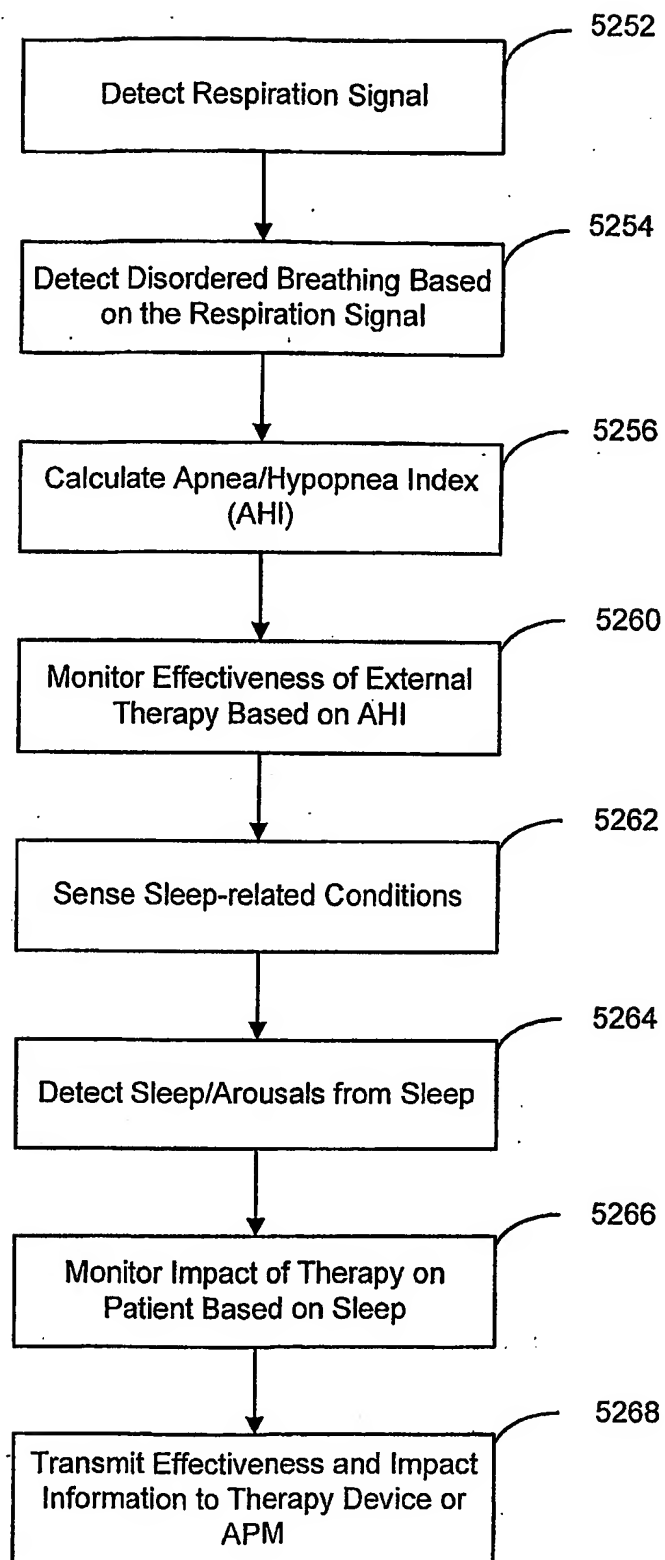 5252
Detect Respiration Signal
5254
Detect Disordered Breathing Based
on the Respiration Signal
5256
Calculate Apnea/Hypopnea Index
(AHI)
5260
Monitor Effectiveness of External
Therapy Based on AHI
5262
Sense Sleep-related Conditions
5264
Detect Sleep/Arousals from Sleep
5266
Monitor Impact of Therapy on
Patient Based on Sleep
5268
Transmit Effectiveness and Impact
Information to Therapy Device or
APM